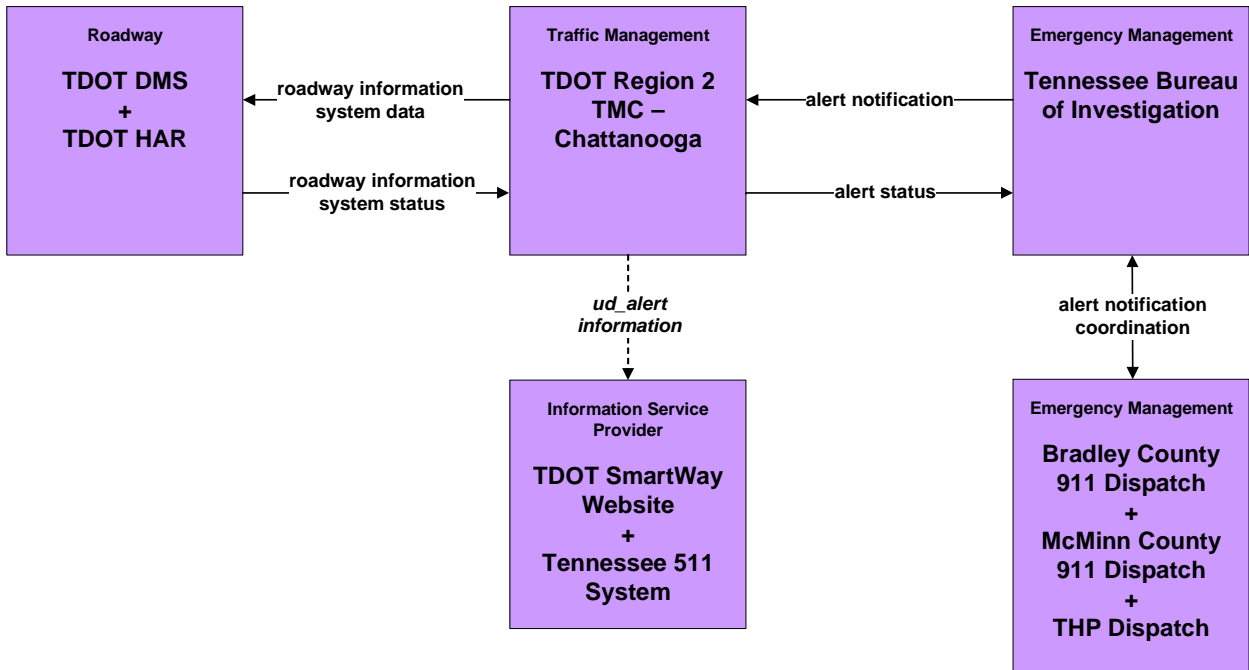 Roadway
TDOT DMS
+
TDOT HAR
roadway information
system data
roadway information
system status
Traffic Management
TDOT Region 2
TMC –
Chattanooga
alert notification
alert status
Emergency Management
Tennessee Bureau
of Investigation
ud_alert
information
alert notification
coordination
Information Service
Provider
TDOT SmartWay
Website
+
Tennessee 511
System
Emergency Management
Bradley County
911 Dispatch
+
McMinn County
911 Dispatch
+
THP Dispatch